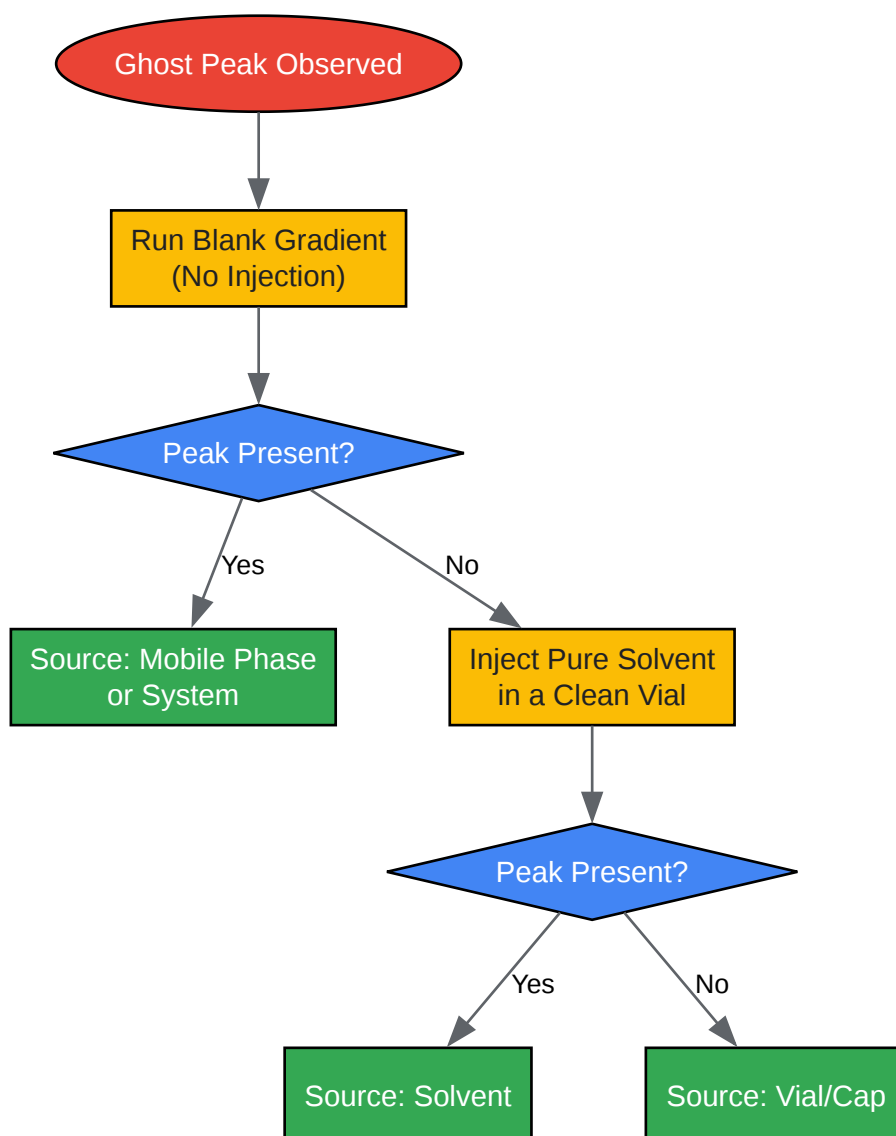 Ghost Peak Observed
Run Blank Gradient
(No Injection)
Peak Present?
Yes
No
Source: Mobile Phase
or System
Inject Pure Solvent
in a Clean Vial
Peak Present?
Yes
No
Source: Solvent
Source: Vial/Cap